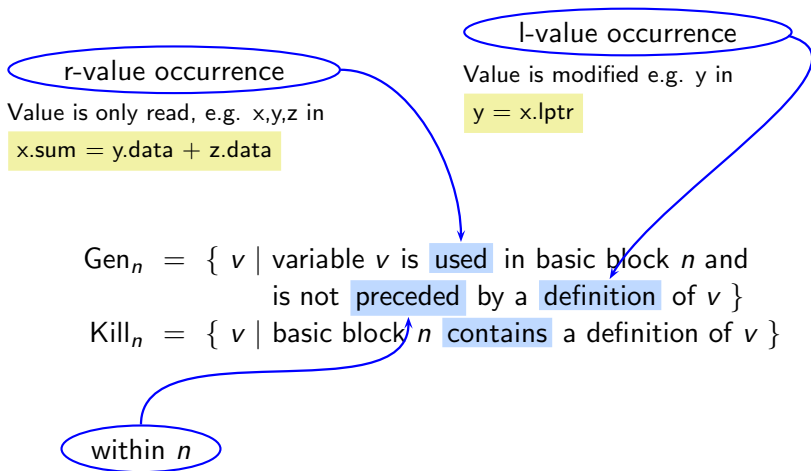 l-value occurrence
r-value occurrence
Value is modified e.g. y in
y = x.lptr
Value is only read, e.g. x,y,z in
x.sum = y.data + z.data
Genₙ = { v | variable v is used in basic block n and
is not preceded by a definition of v }
Killₙ = { v | basic block n contains a definition of v }
within n